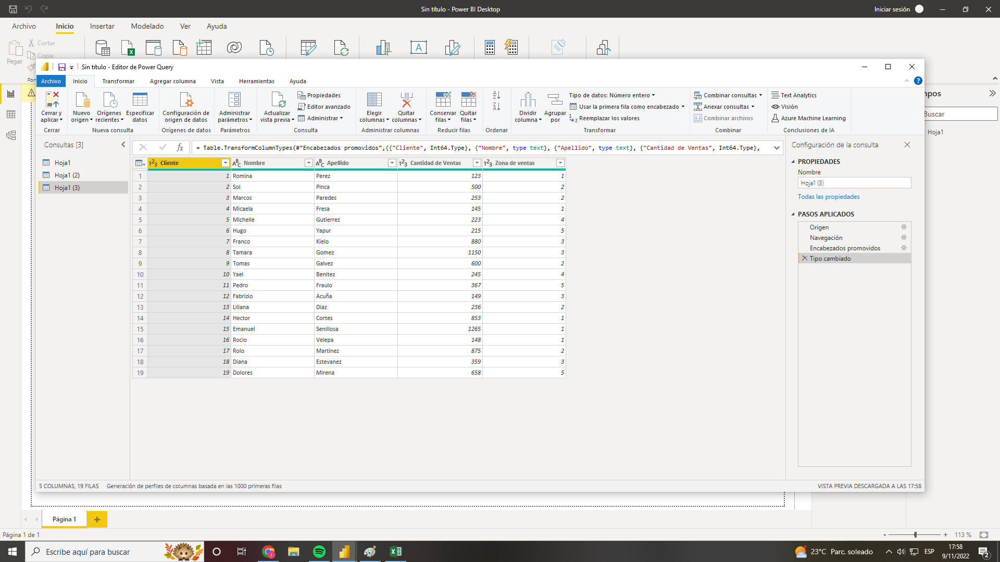 Sin título - Power BI Desktop
Iniciar sesión
Archivo Inicio Insertar Modelado Ver Ayuda
Pegar
Cortar
Copia
Port
Sin título - Editor de Power Query
Archivo Inicio Transformar Agregar columna Vista Herramientas Ayuda
Cerrar y aplicar
Cerrar
Nuevo origen
Orígenes recientes
Especificar datos
Nueva consulta
Configuración de origen de datos
Orígenes de datos
Administrar parámetros
Parámetros
Actualizar vista previa
Propiedades
Editor avanzado
Administrar
Consulta
Elegir columnas
Quitar columnas
Administrar columnas
Conservar filas
Quitar filas
Reducir filas
Ordenar
Dividir columna
Agrupar por
Tipo de datos: Número entero
Usar la primera fila como encabezado
Reemplazar los valores
Transformar
Combinar consultas
Anexar consultas
Combinar archivos
Combinar
Text Analytics
Visión
Azure Machine Learning
Conclusiones de IA
mpos
Buscar
Hoja1
Consultas [3]
Hoja1
Hoja1 (2)
Hoja1 (3)
= Table.TransformColumnTypes(#"Encabezados promovidos",{{"Cliente", Int64.Type}, {"Nombre", type text}, {"Apellido", type text}, {"Cantidad de Ventas", Int64.Type},
Cliente Nombre Apellido Cantidad de Ventas Zona de ventas
1 1 Romina Perez 123 1
2 2 Sol Pinca 500 2
3 3 Marcos Paredes 253 2
4 4 Micaela Fresa 145 1
5 5 Michelle Gutierrez 223 4
6 6 Hugo Yapur 215 5
7 7 Franco Kielo 880 3
8 8 Tamara Gomez 1150 3
9 9 Tomas Galvez 600 2
10 10 Yael Benitez 245 4
11 11 Pedro Fraulo 367 5
12 12 Fabrizio Acuña 149 3
13 13 Liliana Diaz 236 2
14 14 Hector Cortes 853 1
15 15 Emanuel Senillosa 1265 1
16 16 Rocio Velepa 148 1
17 17 Rolo Martinez 875 2
18 18 Diana Estevanez 359 3
19 19 Dolores Mirena 658 5
Configuración de la consulta
PROPIEDADES
Nombre
Hoja1 (3)
Todas las propiedades
PASOS APLICADOS
Origen
Navegación
Encabezados promovidos
Tipo cambiado
5 COLUMNAS, 19 FILAS Generación de perfiles de columnas basada en las 1000 primeras filas
VISTA PREVIA DESCARGADA A LAS 17:58
Página 1
Página 1 de 1
113 %
Escribe aquí para buscar
23°C Parc. soleado
ESP
17:58
9/11/2022
2